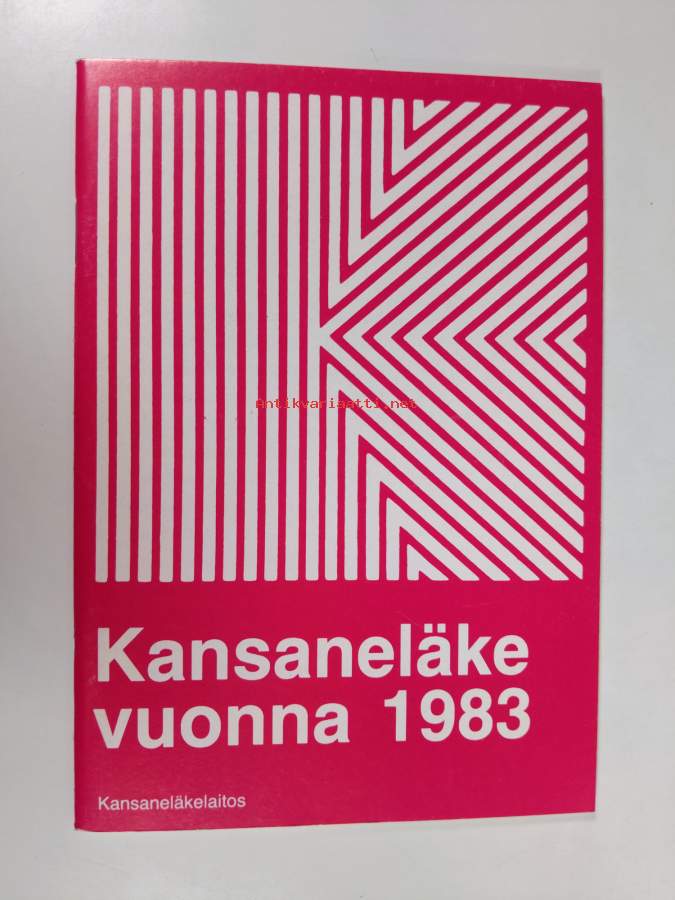 Antikvariaatti.net
Kansaneläke
vuonna 1983
Kansaneläkelaitos